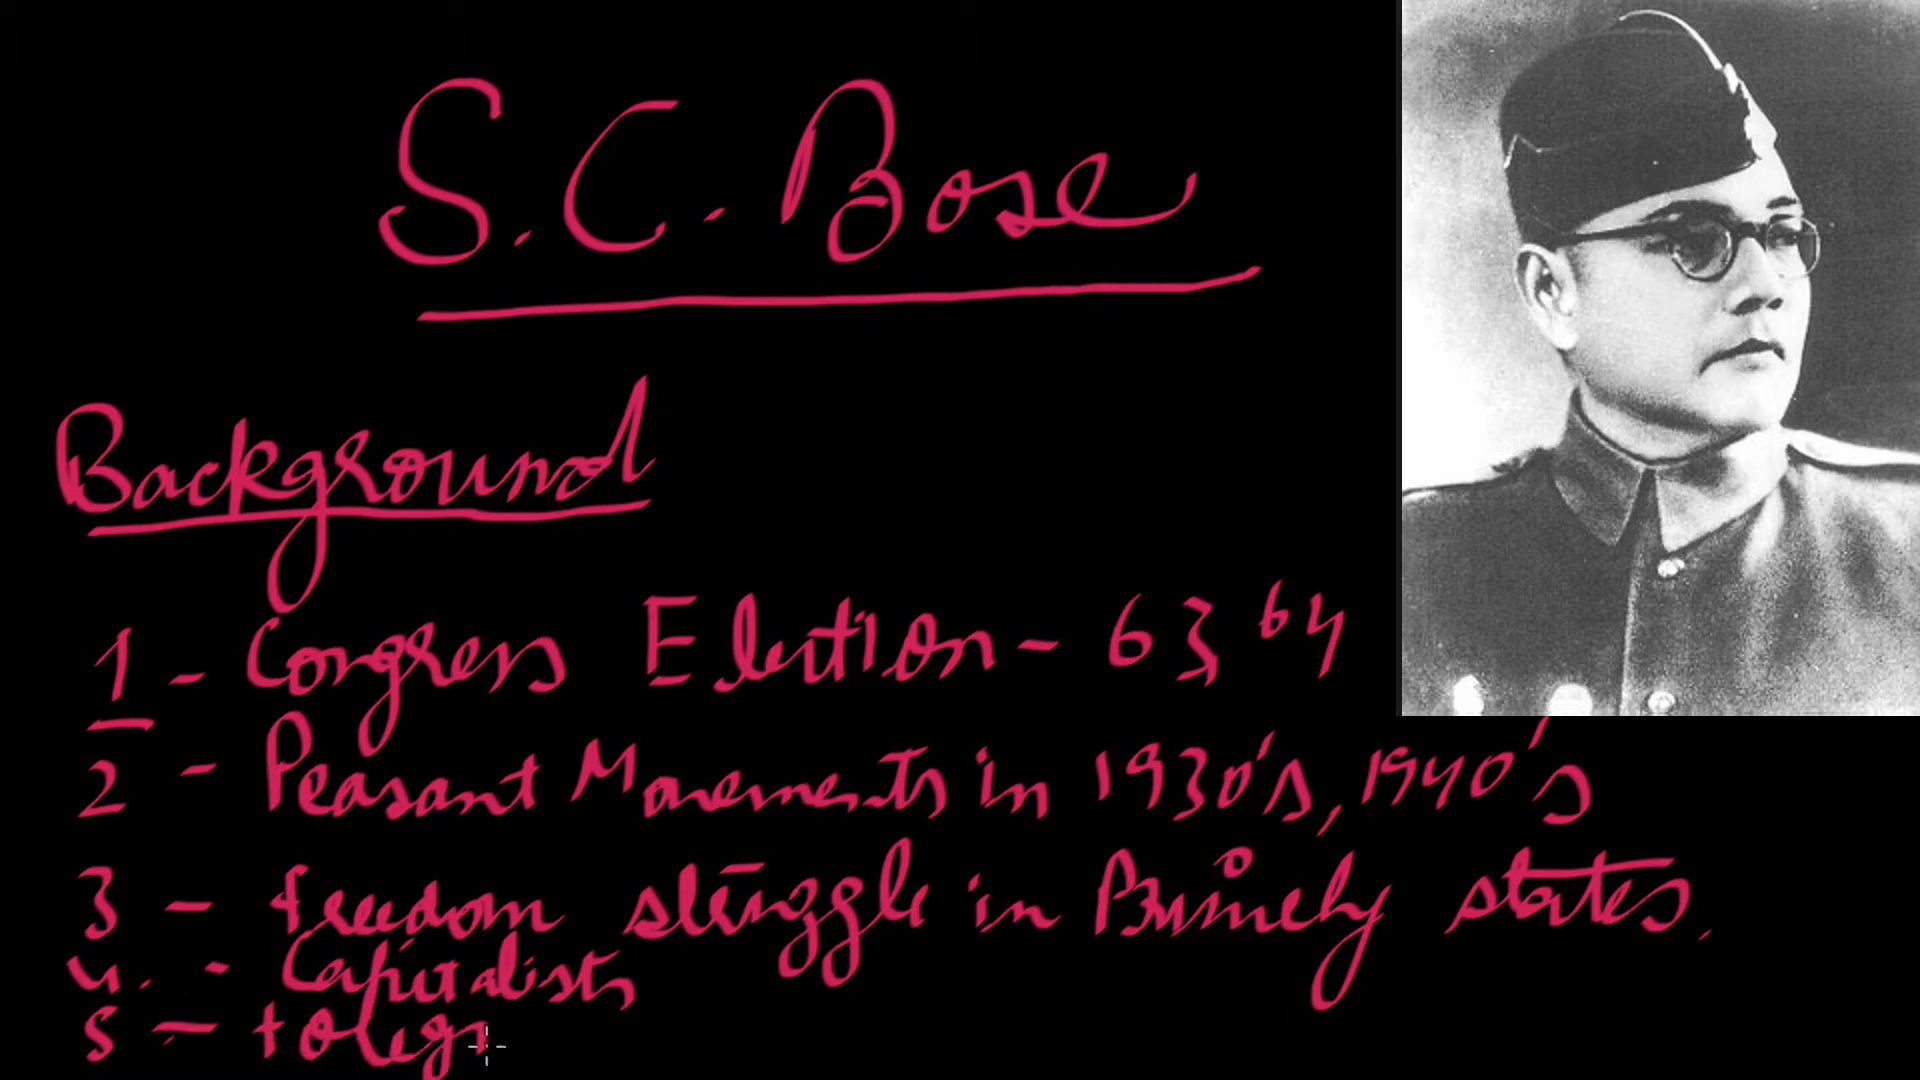 S.C. Bose
Background
1 - Congress Election - 63 64
2 - Peasant Movements in 1930's, 1940's
3 - freedom struggle in Princely states.
4. - Capitalists
5 -